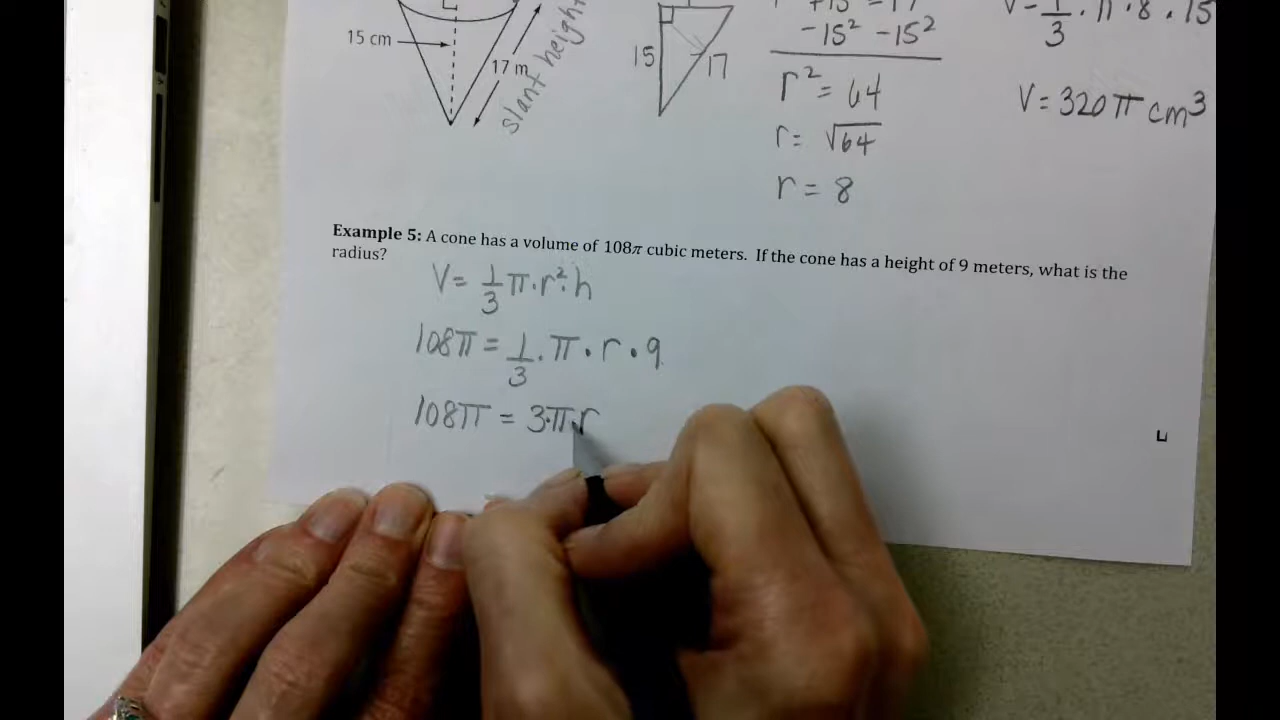 15 cm
17 m
slant height
15
17
-15² -15²
r² = 64
r = √64
r = 8
V = 1/3 · π · 8 · 15
V = 320π cm³
Example 5: A cone has a volume of 108π cubic meters. If the cone has a height of 9 meters, what is the
radius?
V = 1/3 π · r² · h
108π = 1/3 · π · r · 9
108π = 3·π·r